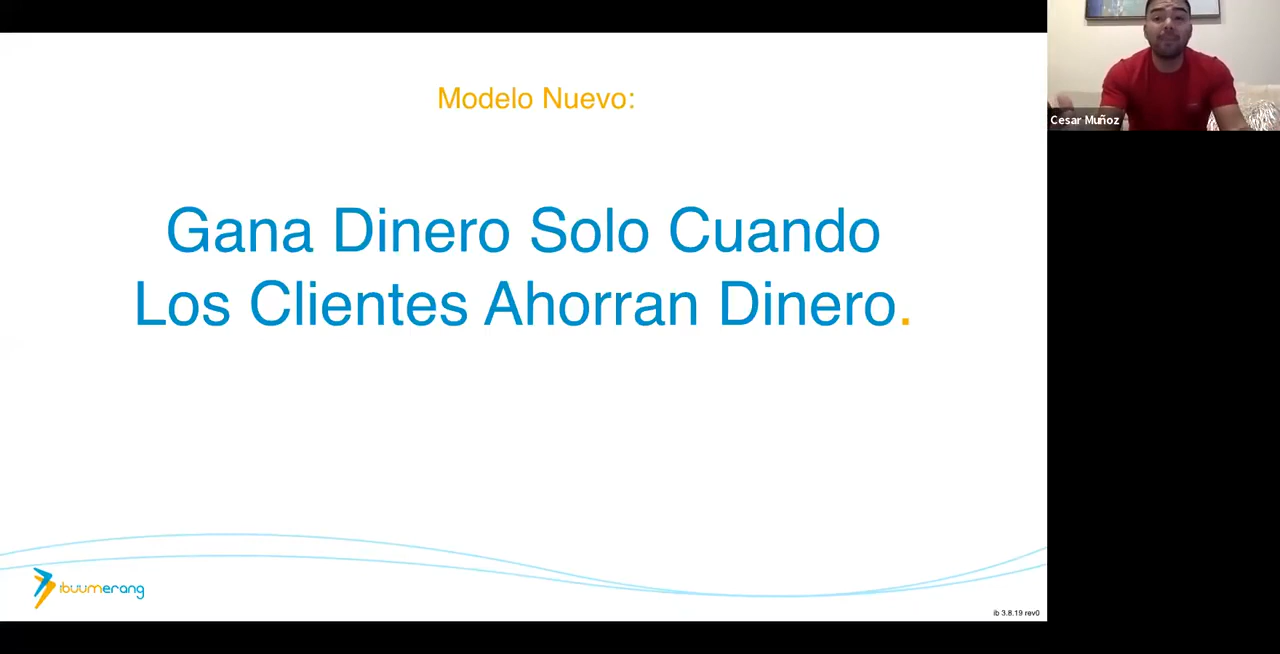 Modelo Nuevo:
Gana Dinero Solo Cuando
Los Clientes Ahorran Dinero.
Cesar Muñoz
ibuumerang
ib 3.8.19 rev0